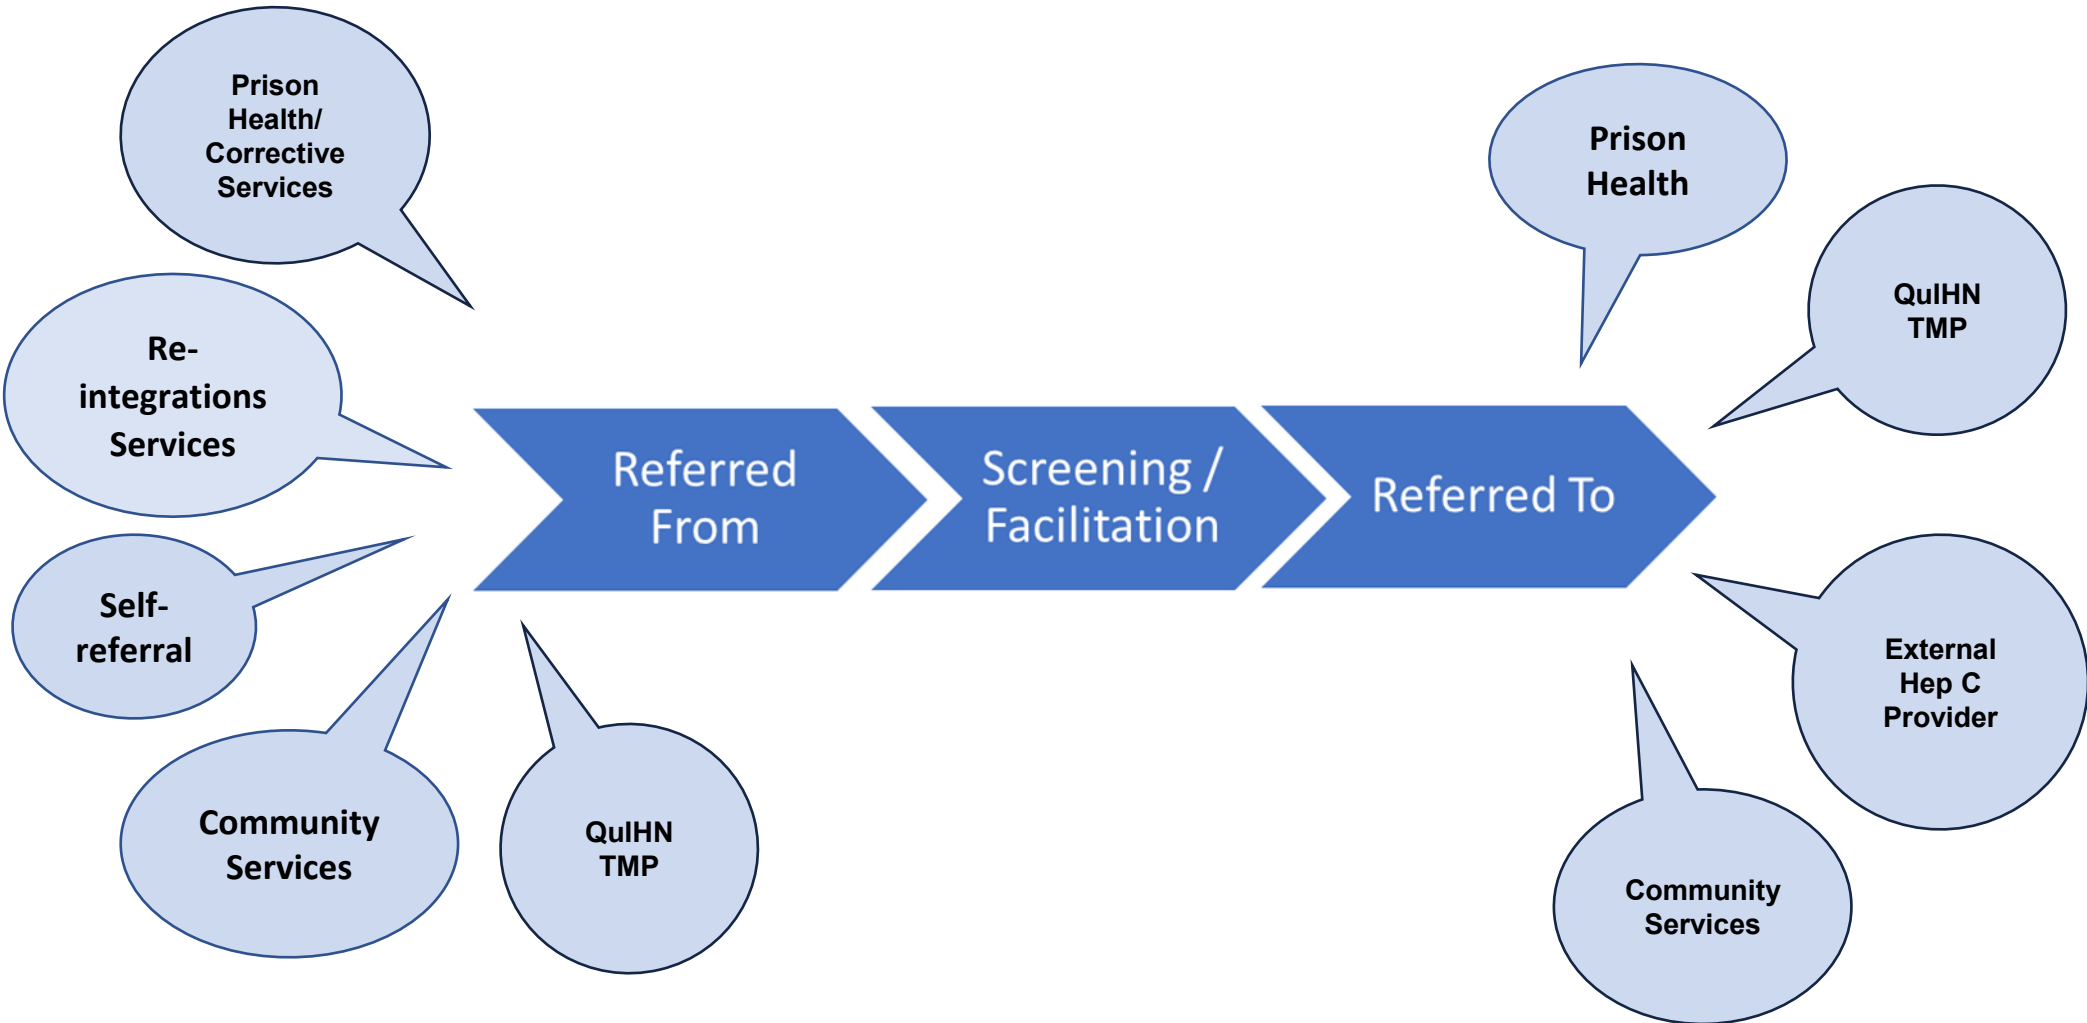 Prison
Health/
Corrective
Services
Re-
integrations
Services
Self-
referral
Community
Services
QuIHN
TMP
Referred
From
Screening /
Facilitation
Referred To
Prison
Health
QuIHN
TMP
External
Hep C
Provider
Community
Services